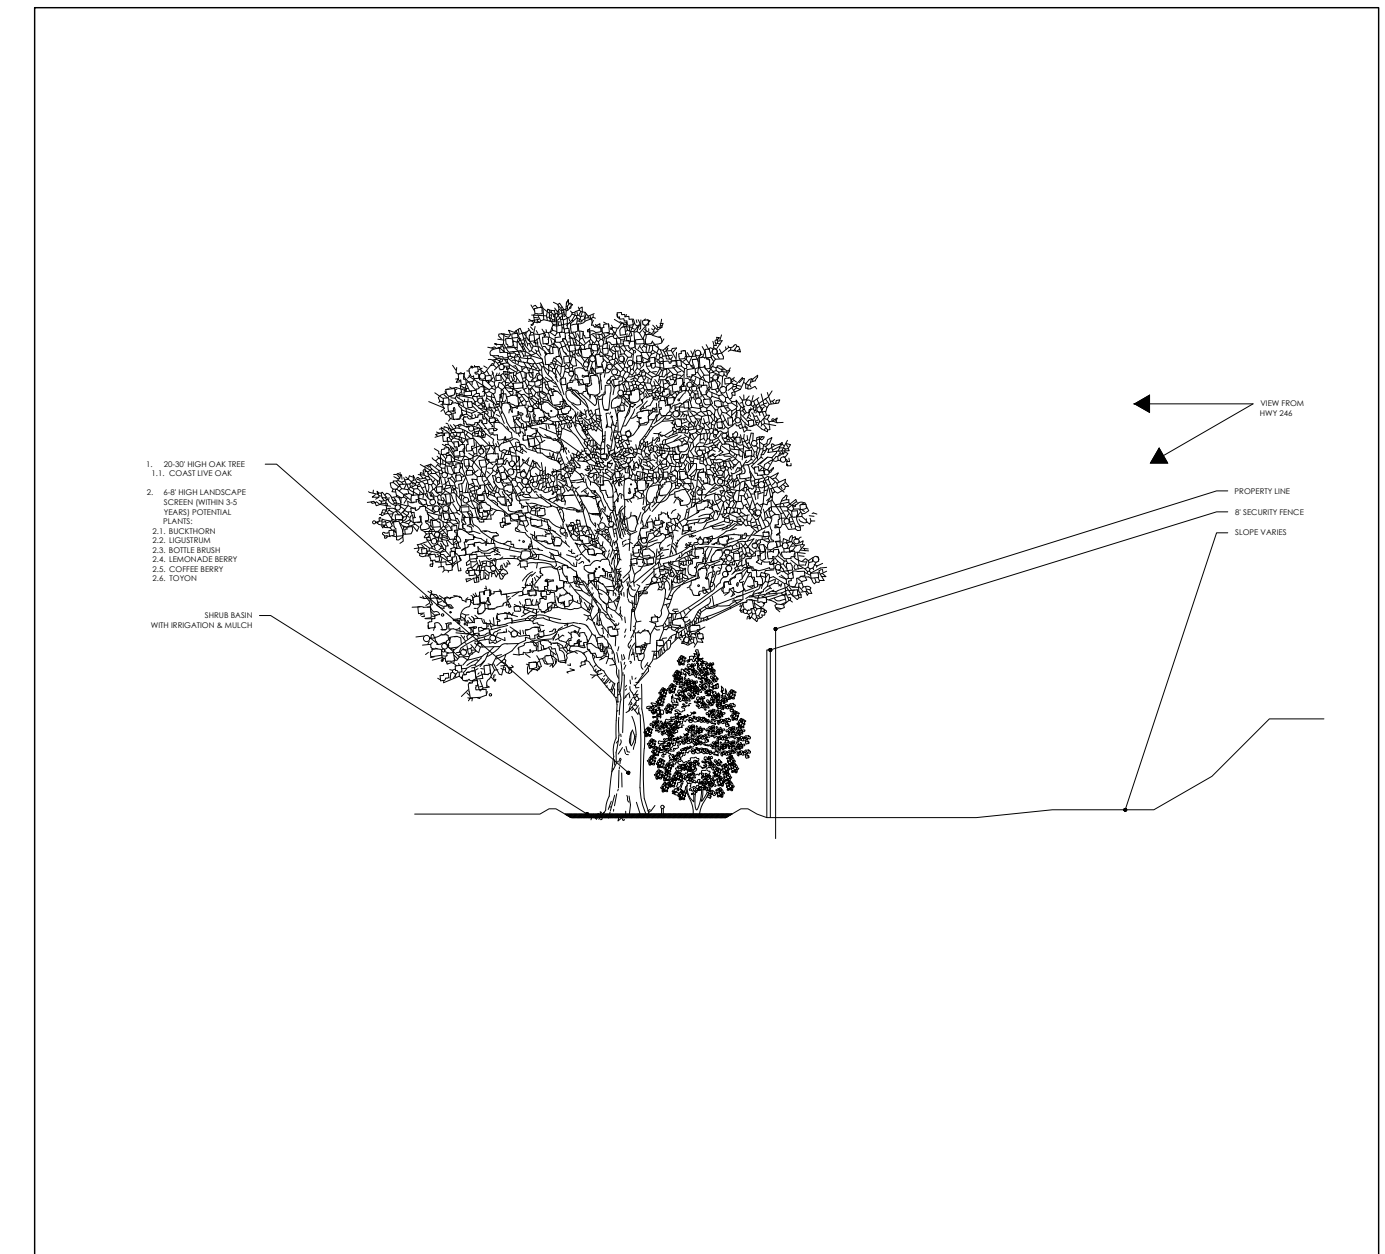 1. 20-30' HIGH OAK TREE
1.1. COAST LIVE OAK
2. 6-8' HIGH LANDSCAPE
SCREEN (WITHIN 3-5
YEARS) POTENTIAL
PLANTS:
2.1. BUCKTHORN
2.2. LIGUSTRUM
2.3. BOTTLE BRUSH
2.4. LEMONADE BERRY
2.5. COFFEE BERRY
2.6. TOYON
SHRUB BASIN
WITH IRRIGATION & MULCH
VIEW FROM
HWY 246
PROPERTY LINE
8' SECURITY FENCE
SLOPE VARIES